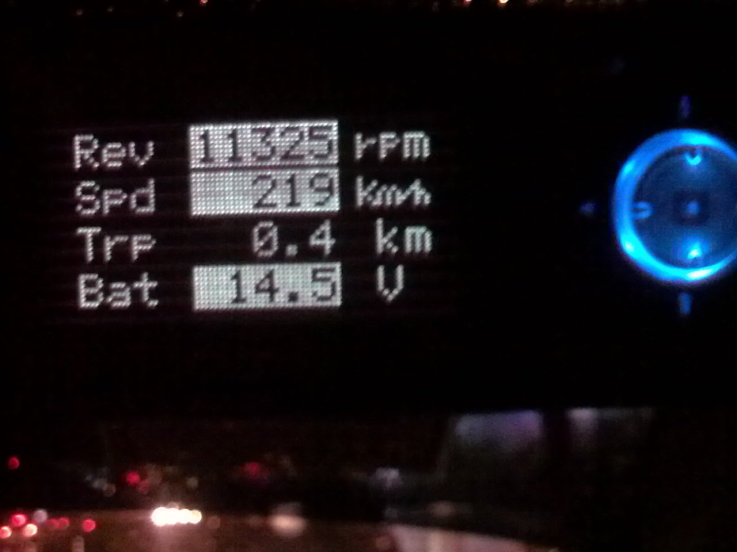 Rev 11325 rpm
Spd 219 Km/h
Trp 0.4 km
Bat 14.5 V